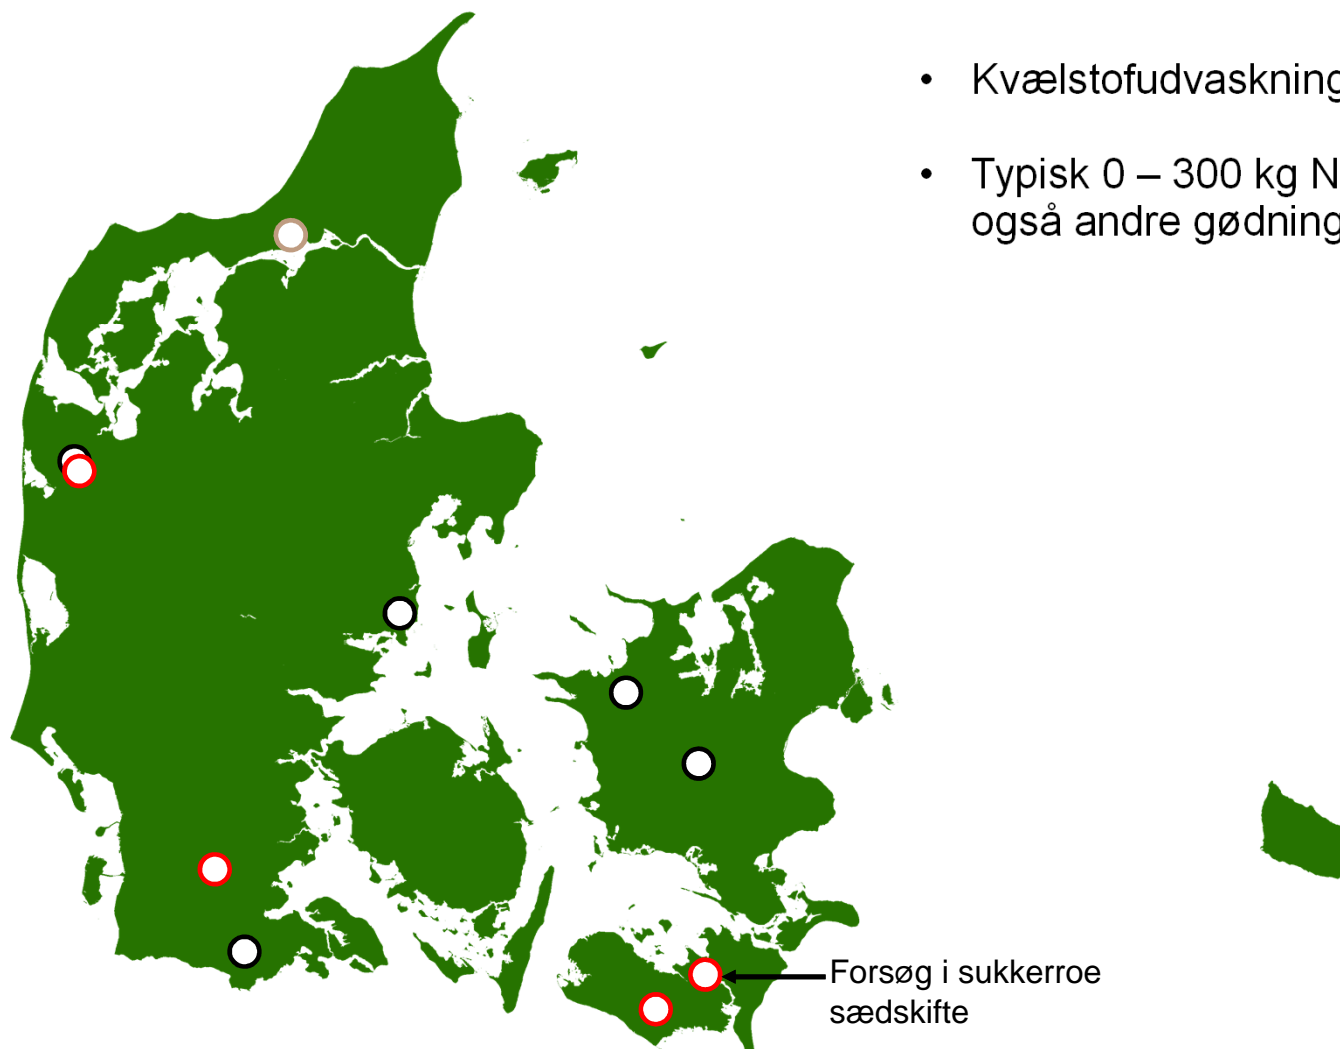 • Kvælstofudvaskning
• Typisk 0 – 300 kg N
også andre gødning
Forsøg i sukkerroe
sædskifte